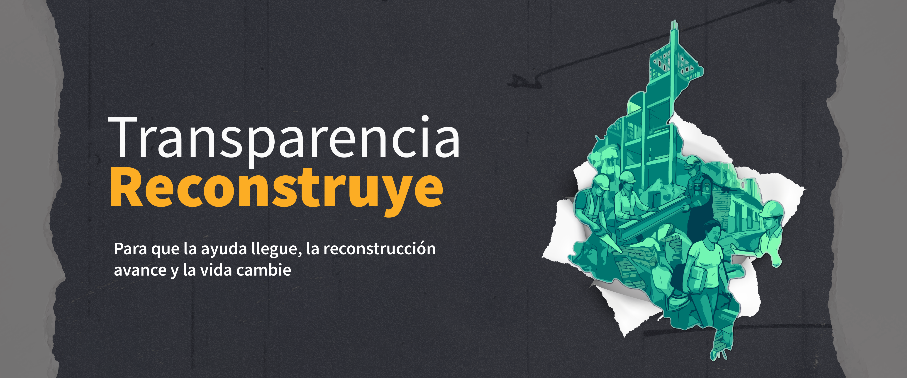 Transparencia
Reconstruye
Para que la ayuda llegue, la reconstrucción
avance y la vida cambie